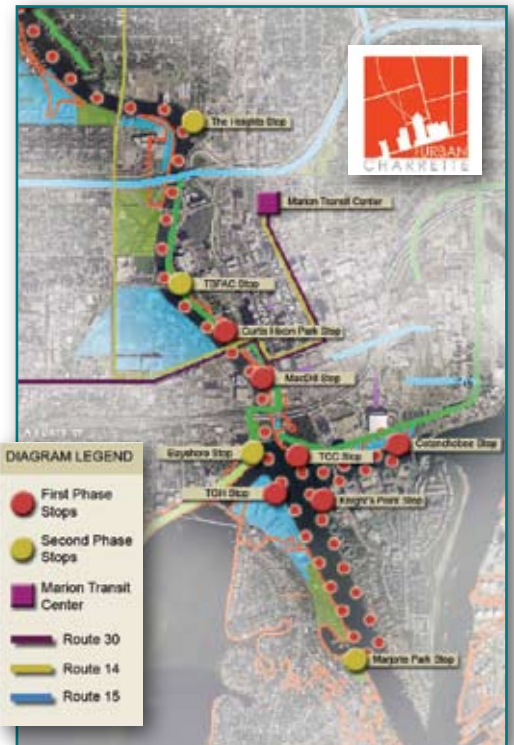 URBAN
CHARRETTE
The Heights Stop
Marion Transit Center
TBPAC Stop
Curtis Hixon Park Stop
MacDill Stop
Bayshore Stop
TCC Stop
Cotanchobee Stop
TGH Stop
Knight's Point Stop
Marjorie Park Stop
DIAGRAM LEGEND
First Phase
Stops
Second Phase
Stops
Marion Transit
Center
Route 30
Route 14
Route 15